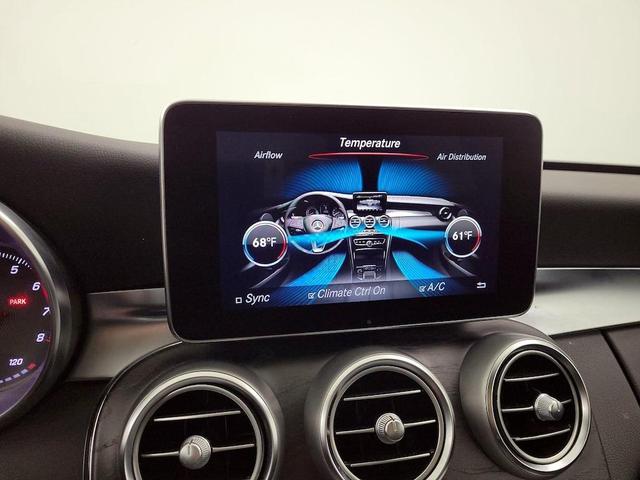 Temperature
Airflow
Air Distribution
68°F
61°F
Sync
Climate Ctrl On
A/C
5
6
7
8
PARK
120